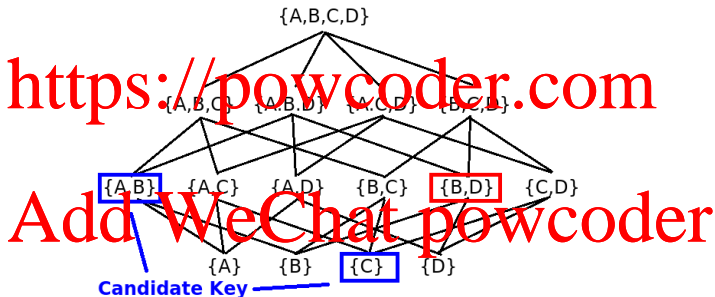 {A,B,C,D}
https://powcoder.com
{A,B,C} {A,B,D} {A,C,D} {B,C,D}
{A,B} {A,C} {A,D} {B,C} {B,D} {C,D}
Add WeChat powcoder
{A} {B} {C} {D}
Candidate Key